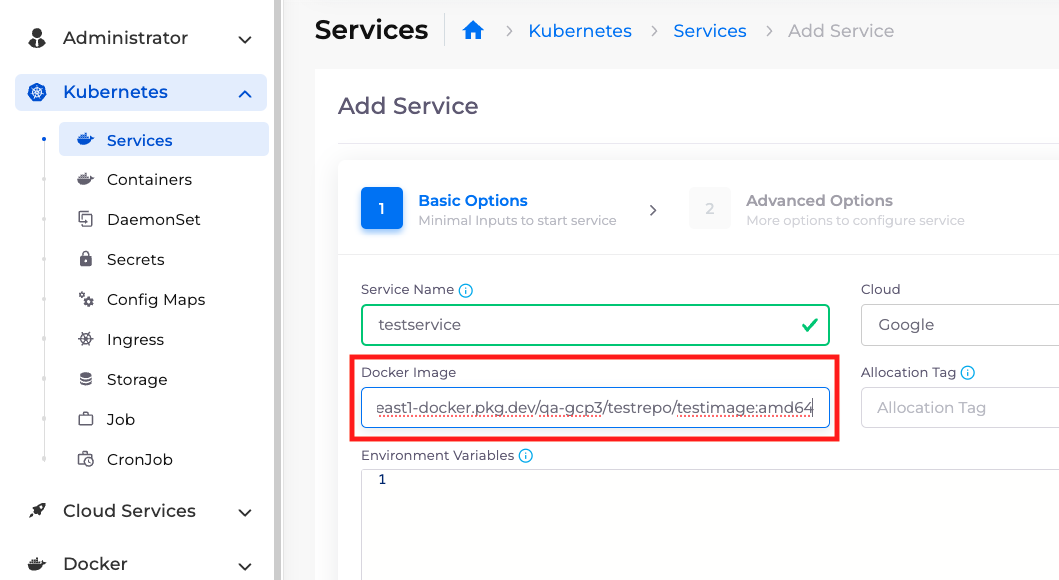 Administrator
Kubernetes
Services
Containers
DaemonSet
Secrets
Config Maps
Ingress
Storage
Job
CronJob
Cloud Services
Docker
Services Kubernetes Services Add Service
Add Service
1 Basic Options
Minimal Inputs to start service
2 Advanced Options
More options to configure service
Service Name
testservice
Cloud
Google
Docker Image
east1-docker.pkg.dev/qa-gcp3/testrepo/testimage:amd64
Allocation Tag
Allocation Tag
Environment Variables
1